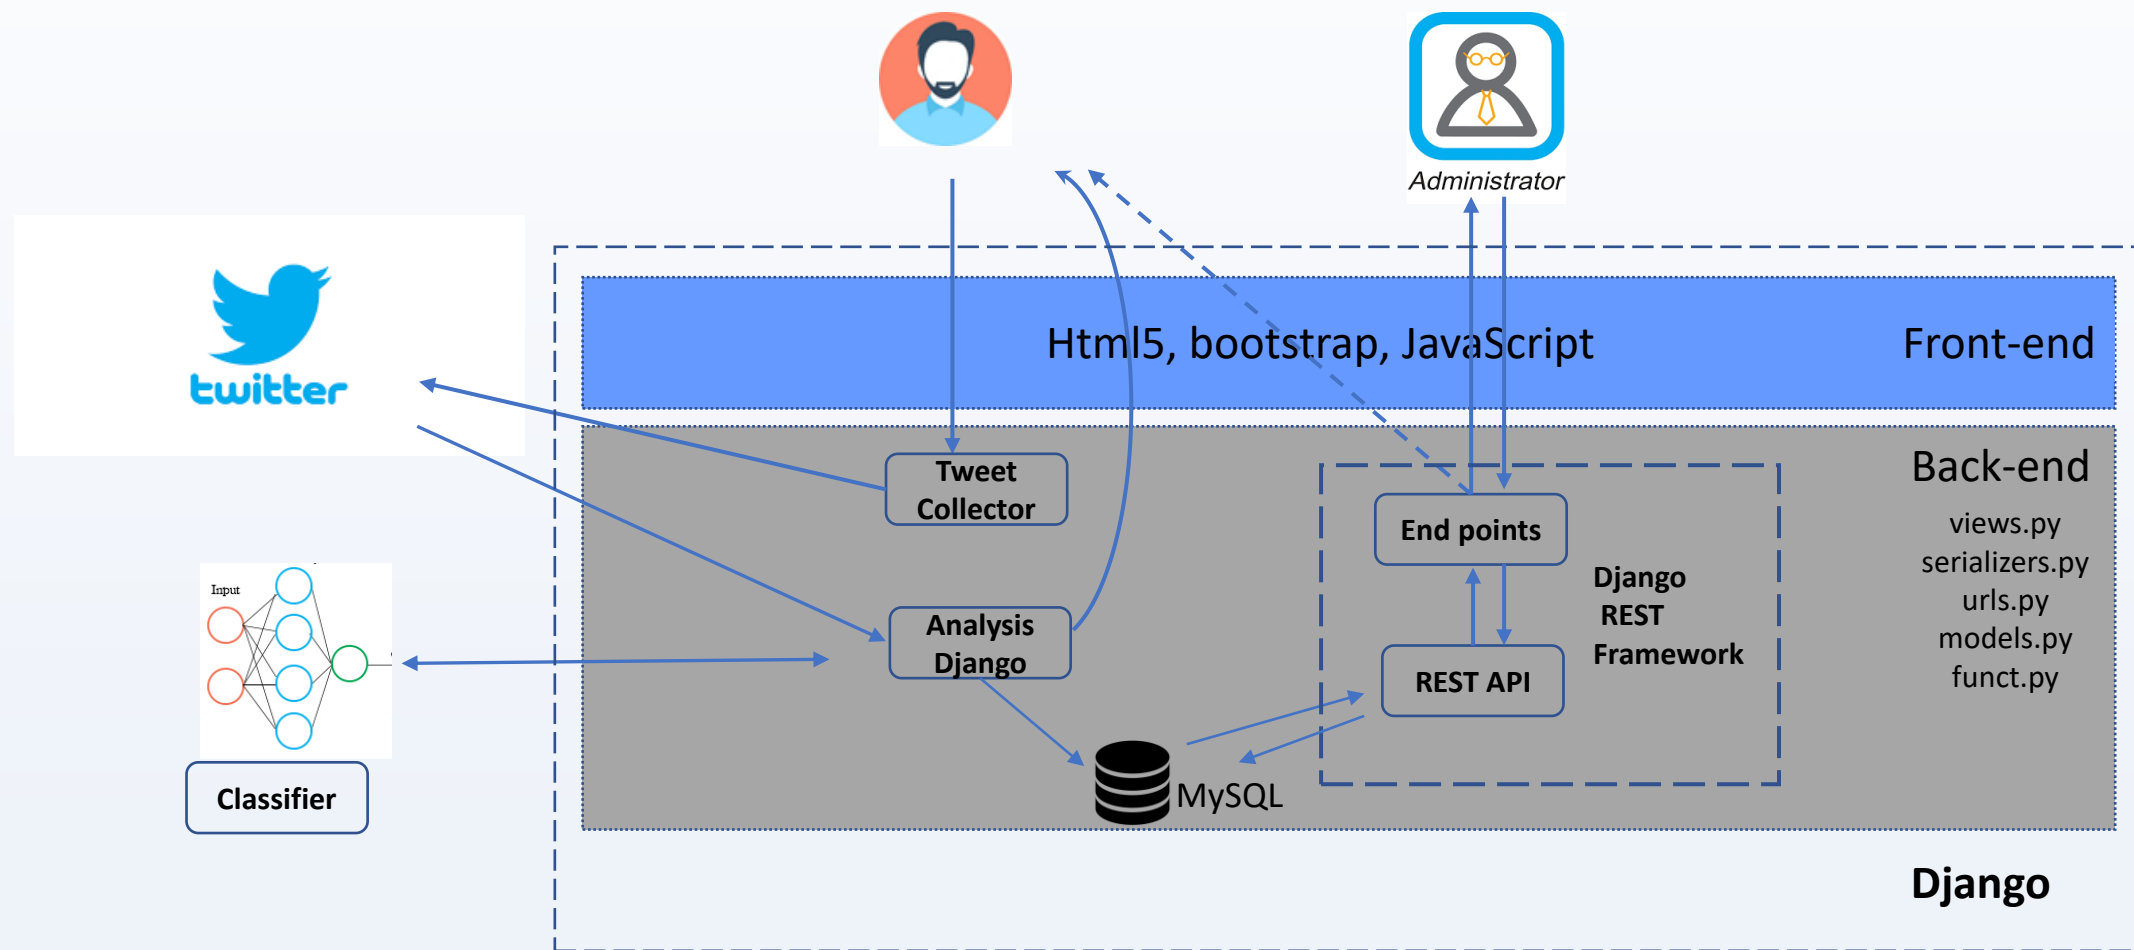 Administrator
twitter
Html5, bootstrap, JavaScript
Front-end
Tweet
Collector
Back-end
views.py
serializers.py
urls.py
models.py
funct.py
End points
Django
REST
Framework
REST API
Analysis
Django
Input
Classifier
MySQL
Django